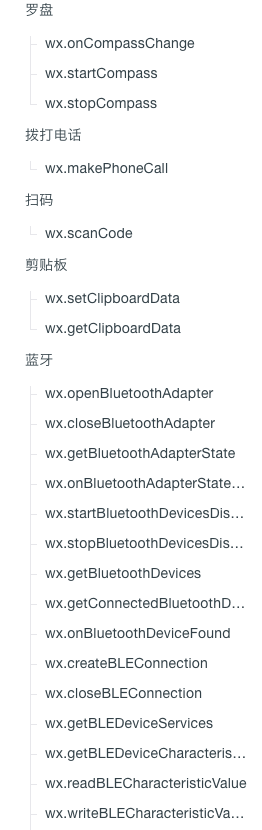 罗盘
wx.onCompassChange
wx.startCompass
wx.stopCompass
拨打电话
wx.makePhoneCall
扫码
wx.scanCode
剪贴板
wx.setClipboardData
wx.getClipboardData
蓝牙
wx.openBluetoothAdapter
wx.closeBluetoothAdapter
wx.getBluetoothAdapterState
wx.onBluetoothAdapterState...
wx.startBluetoothDevicesDis...
wx.stopBluetoothDevicesDis...
wx.getBluetoothDevices
wx.getConnectedBluetoothD...
wx.onBluetoothDeviceFound
wx.createBLEConnection
wx.closeBLEConnection
wx.getBLEDeviceServices
wx.getBLEDeviceCharacteris...
wx.readBLECharacteristicValue
wx.writeBLECharacteristicVa...